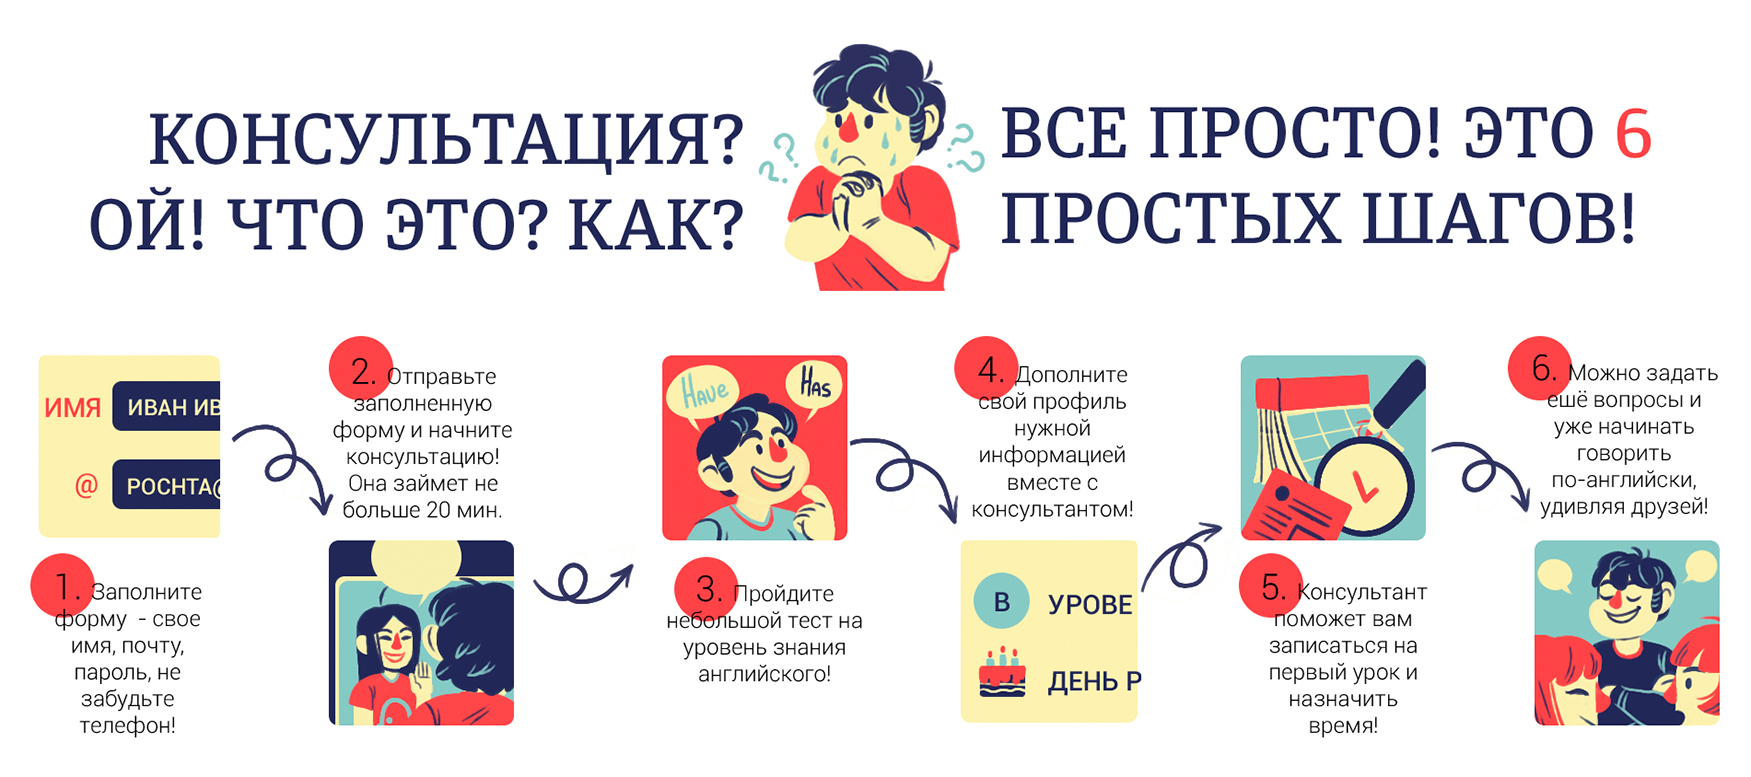 КОНСУЛЬТАЦИЯ?
ОЙ! ЧТО ЭТО? КАК?
? ? ?
? ? ?
ВСЕ ПРОСТО! ЭТО 6
ПРОСТЫХ ШАГОВ!
ИМЯ ИВАН ИВ
@ POCHTA@
1. Заполните
форму - свое
имя, почту,
пароль, не
забудьте
телефон!
2. Отправьте
заполненную
форму и начните
консультацию!
Она займет не
больше 20 мин.
Have Has
3. Пройдите
небольшой тест на
уровень знания
английского!
4. Дополните
свой профиль
нужной
информацией
вместе с
консультантом!
B УРОВЕ
ДЕНЬ Р
5. Консультант
поможет вам
записаться на
первый урок и
назначить
время!
6. Можно задать
ешё вопросы и
уже начинать
говорить
по-английски,
удивляя друзей!